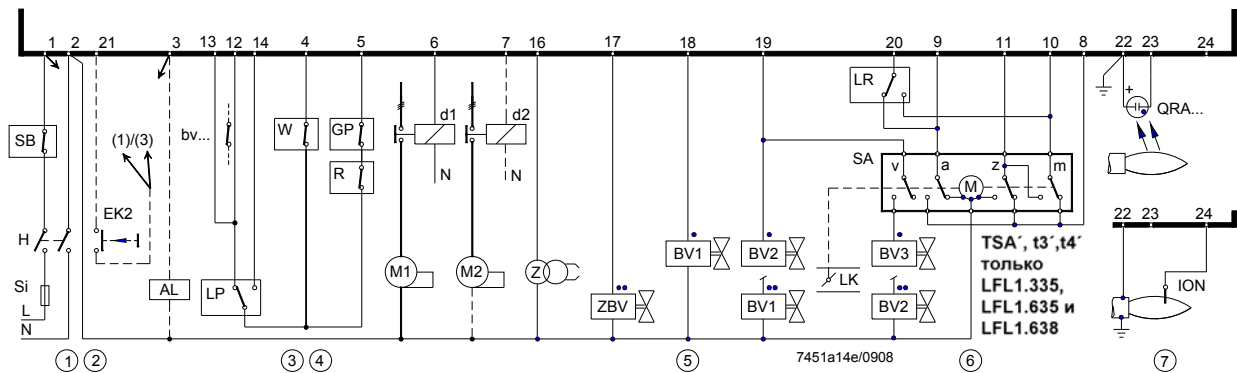 1 2 21 3 13 12 14 4 5 6 7 16 17 18 19 20 9 11 10 8 22 23 24
LR
+
QRA...
SB
(1)/(3)
bv...
W
GP
d1
d2
R
N
N
SA
v a M z m
EK2
22 23 24
H
BV1
BV2
BV3
TSA´, t3´,t4´
только
LFL1.335,
LFL1.635 и
LFL1.638
M1
M2
Z
LK
ION
Si
L
N
AL
LP
ZBV
BV1
BV2
1 2 3 4 5 6 7
7451a14e/0908